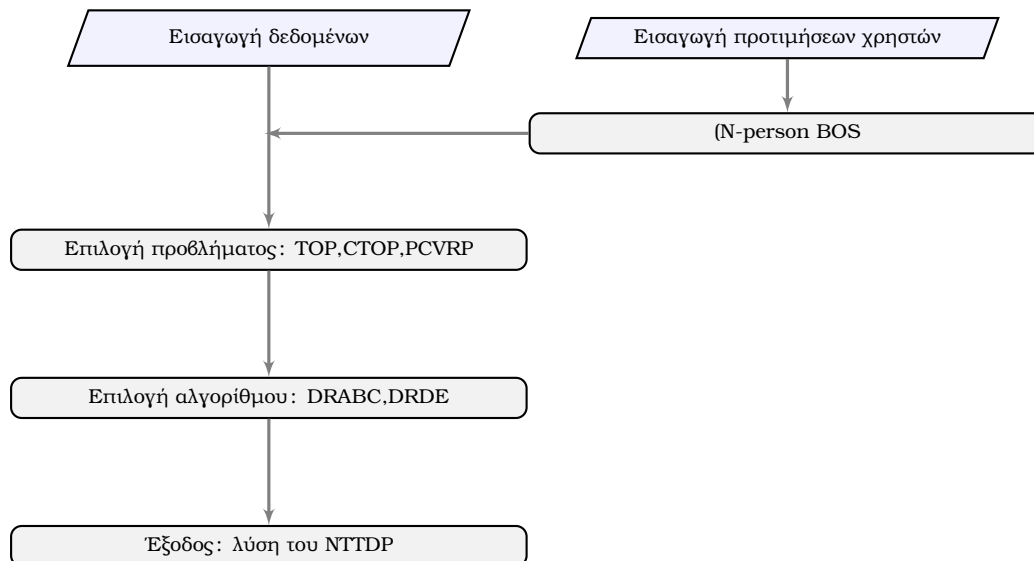 Εισαγωγή δεδομένων
Εισαγωγή προτιμήσεων χρηστών
(N-person BOS
Επιλογή προβλήματος: TOP,CTOP,PCVRP
Επιλογή αλγορίθμου: DRABC,DRDE
Έξοδος: λύση του NTTDP